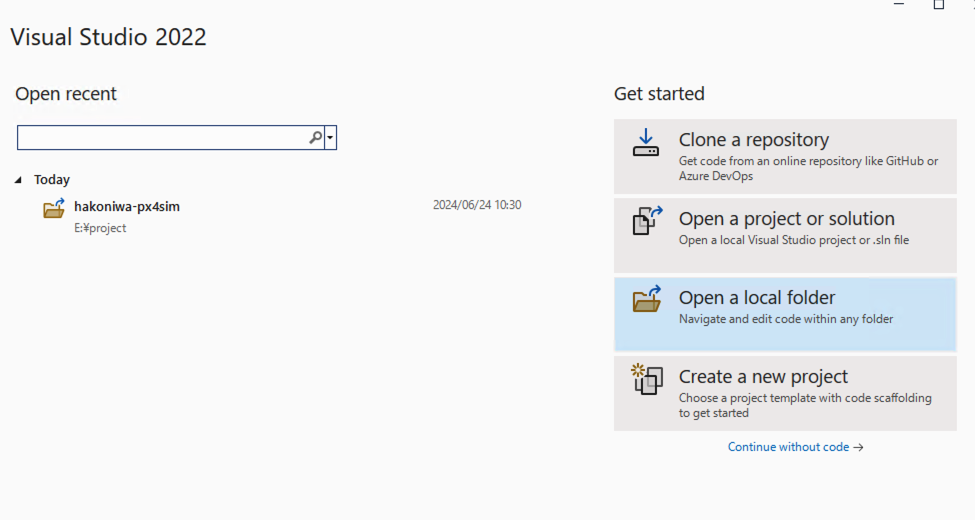 Visual Studio 2022
Open recent
Today
hakoniwa-px4sim
2024/06/24 10:30
E:¥project
Get started
Clone a repository
Get code from an online repository like GitHub or
Azure DevOps
Open a project or solution
Open a local Visual Studio project or .sln file
Open a local folder
Navigate and edit code within any folder
Create a new project
Choose a project template with code scaffolding
to get started
Continue without code →